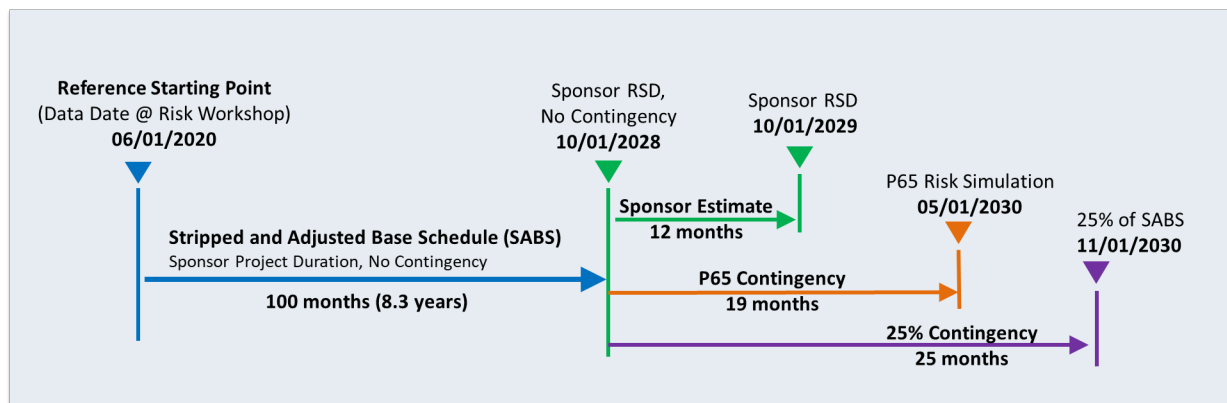 Reference Starting Point
(Data Date @ Risk Workshop)
06/01/2020
Sponsor RSD,
No Contingency
10/01/2028
Sponsor RSD
10/01/2029
P65 Risk Simulation
05/01/2030
25% of SABS
11/01/2030
Sponsor Estimate
12 months
Stripped and Adjusted Base Schedule (SABS)
Sponsor Project Duration, No Contingency
100 months (8.3 years)
P65 Contingency
19 months
25% Contingency
25 months